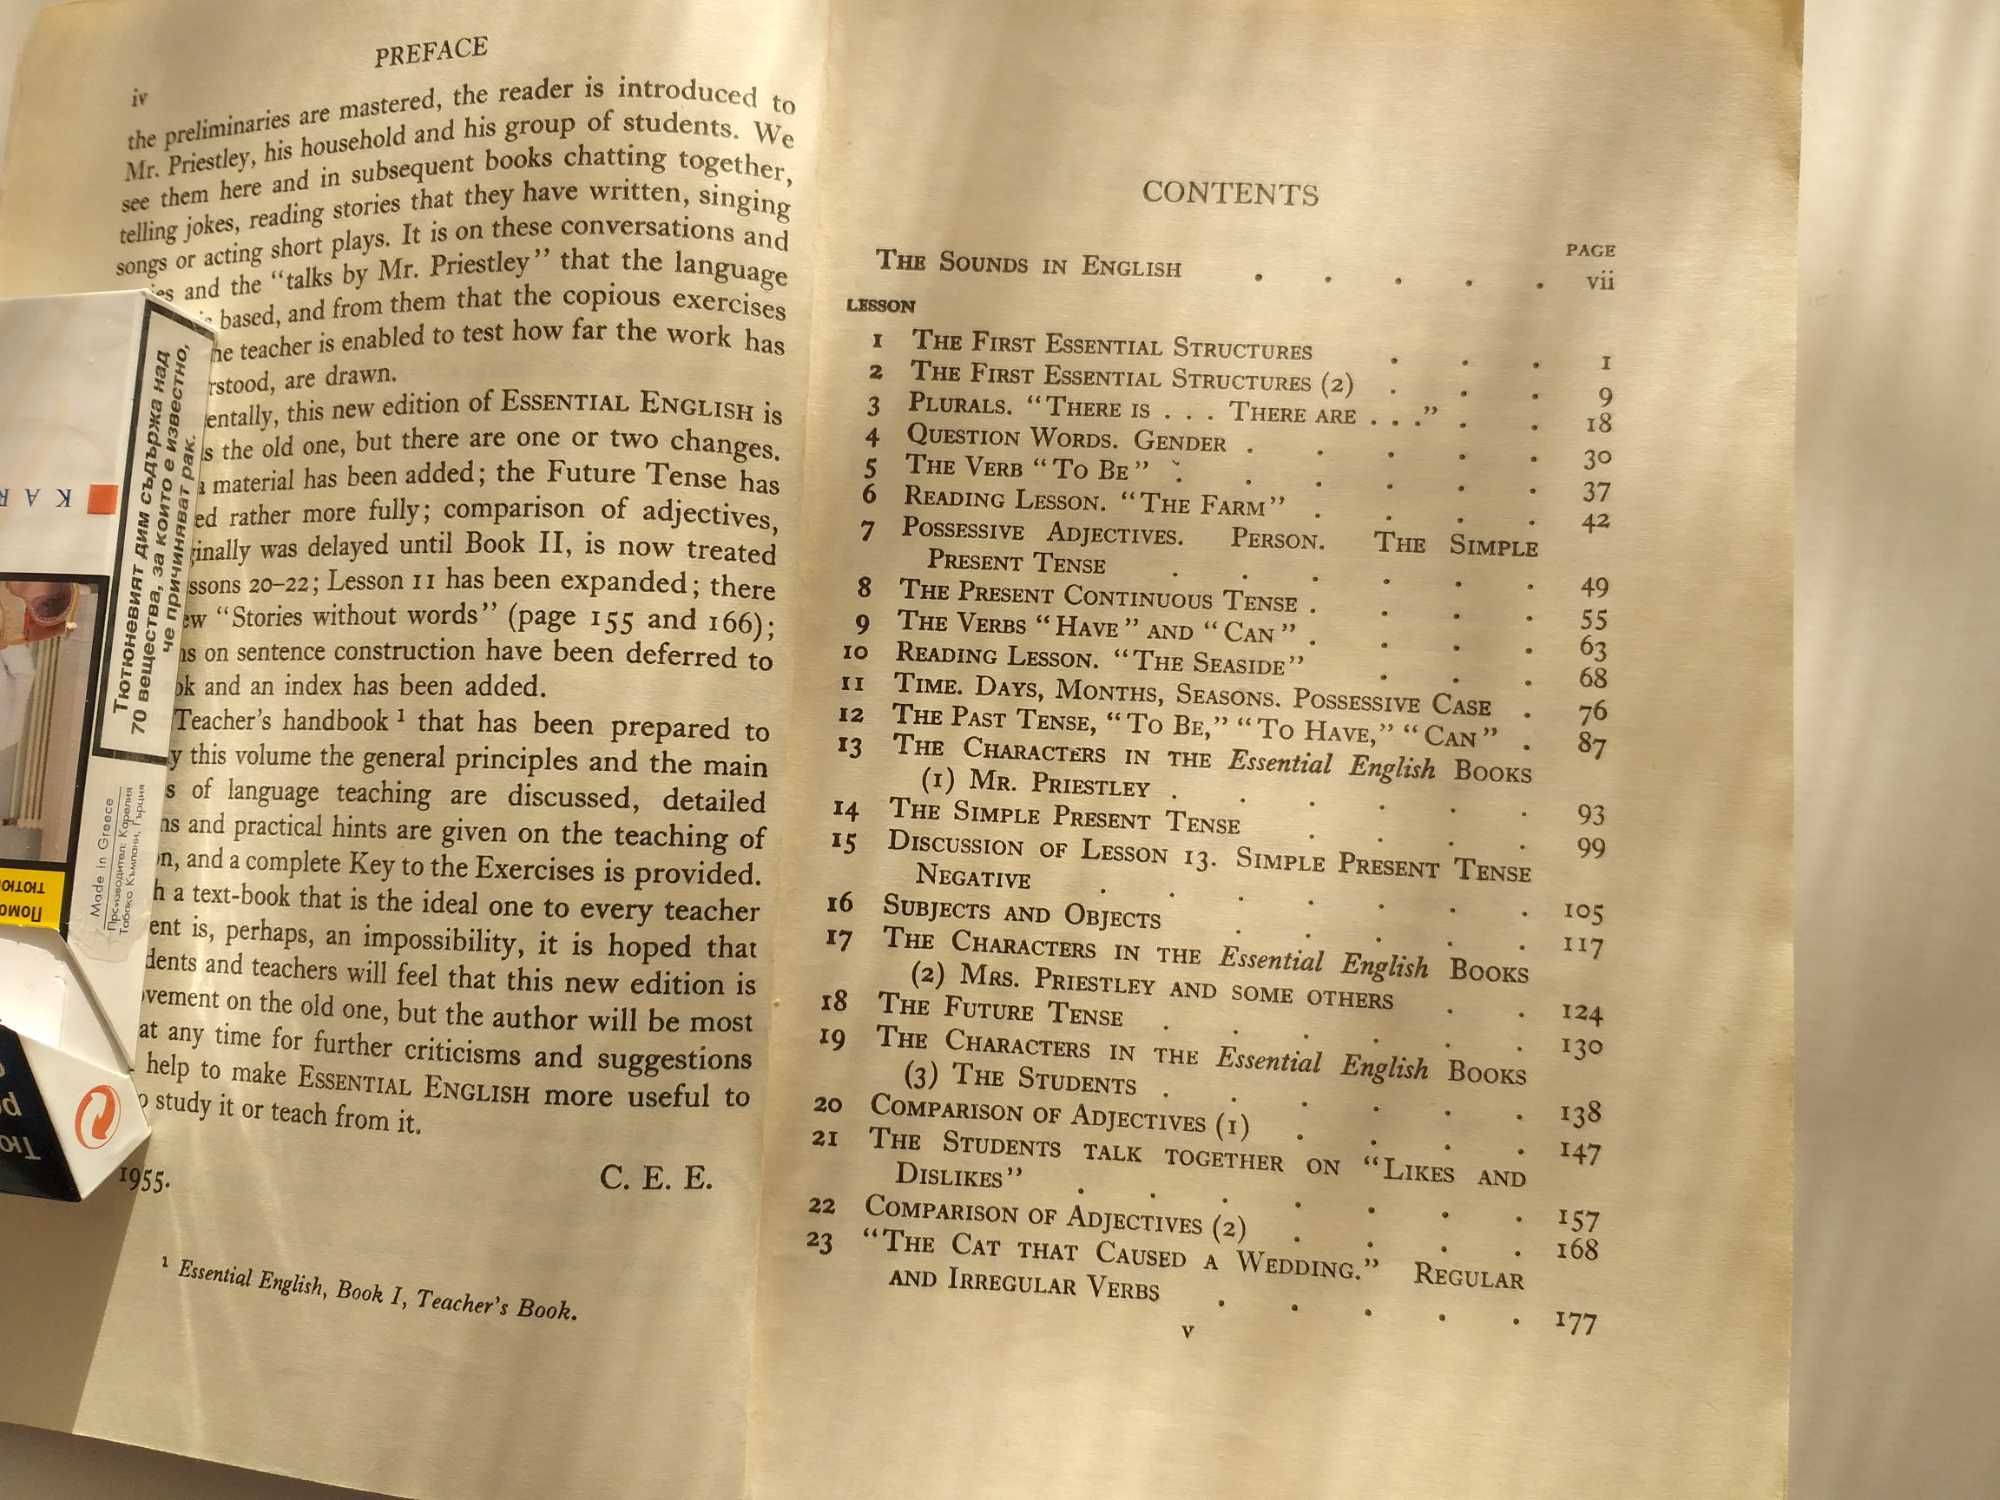 PREFACE
iv
the preliminaries are mastered, the reader is introduced to
Mr. Priestley, his household and his group of students. We
see them here and in subsequent books chatting together,
telling jokes, reading stories that they have written, singing
songs or acting short plays. It is on these conversations and
and the “talks by Mr. Priestley” that the language
based, and from them that the copious exercises
teacher is enabled to test how far the work has
rstood, are drawn.
entally, this new edition of ESSENTIAL ENGLISH is
s the old one, but there are one or two changes.
material has been added; the Future Tense has
ed rather more fully; comparison of adjectives,
ginally was delayed until Book II, is now treated
ssons 20–22; Lesson 11 has been expanded; there
ew “Stories without words” (page 155 and 166);
ns on sentence construction have been deferred to
ok and an index has been added.
Teacher’s handbook ¹ that has been prepared to
y this volume the general principles and the main
s of language teaching are discussed, detailed
ns and practical hints are given on the teaching of
n, and a complete Key to the Exercises is provided.
h a text-book that is the ideal one to every teacher
ent is, perhaps, an impossibility, it is hoped that
dents and teachers will feel that this new edition is
vement on the old one, but the author will be most
at any time for further criticisms and suggestions
help to make ESSENTIAL ENGLISH more useful to
o study it or teach from it.
C. E. E.
1955.
¹ Essential English, Book I, Teacher’s Book.
KAR
Тютюневият дим съдържа над
70 вещества, за които е известно,
че причиняват рак.
Made in Greece
Производител: Карелия
Табако Къмпани, Гърция
CONTENTS
PAGE
THE SOUNDS IN ENGLISH . . . . . vii
LESSON
1 THE FIRST ESSENTIAL STRUCTURES . . . 1
2 THE FIRST ESSENTIAL STRUCTURES (2) . . . 9
3 PLURALS. “THERE IS . . . THERE ARE . . .” . . 18
4 QUESTION WORDS. GENDER . . . . . 30
5 THE VERB “TO BE” . . . . . . 37
6 READING LESSON. “THE FARM” . . . . 42
7 POSSESSIVE ADJECTIVES. PERSON. THE SIMPLE
PRESENT TENSE . . . . . . 49
8 THE PRESENT CONTINUOUS TENSE . . . . 55
9 THE VERBS “HAVE” AND “CAN” . . . . 63
10 READING LESSON. “THE SEASIDE” . . . 68
11 TIME. DAYS, MONTHS, SEASONS. POSSESSIVE CASE . 76
12 THE PAST TENSE, “TO BE,” “TO HAVE,” “CAN” . 87
13 THE CHARACTERS IN THE Essential English BOOKS
(1) MR. PRIESTLEY . . . . . . 93
14 THE SIMPLE PRESENT TENSE . . . . 99
15 DISCUSSION OF LESSON 13. SIMPLE PRESENT TENSE
NEGATIVE . . . . . . . 105
16 SUBJECTS AND OBJECTS . . . . . 117
17 THE CHARACTERS IN THE Essential English BOOKS
(2) MRS. PRIESTLEY AND SOME OTHERS . . 124
18 THE FUTURE TENSE . . . . . . 130
19 THE CHARACTERS IN THE Essential English BOOKS
(3) THE STUDENTS . . . . . . 138
20 COMPARISON OF ADJECTIVES (1) . . . . 147
21 THE STUDENTS TALK TOGETHER ON “LIKES AND
DISLIKES” . . . . . . . 157
22 COMPARISON OF ADJECTIVES (2) . . . . 168
23 “THE CAT THAT CAUSED A WEDDING.” REGULAR
AND IRREGULAR VERBS . . . . . 177
v